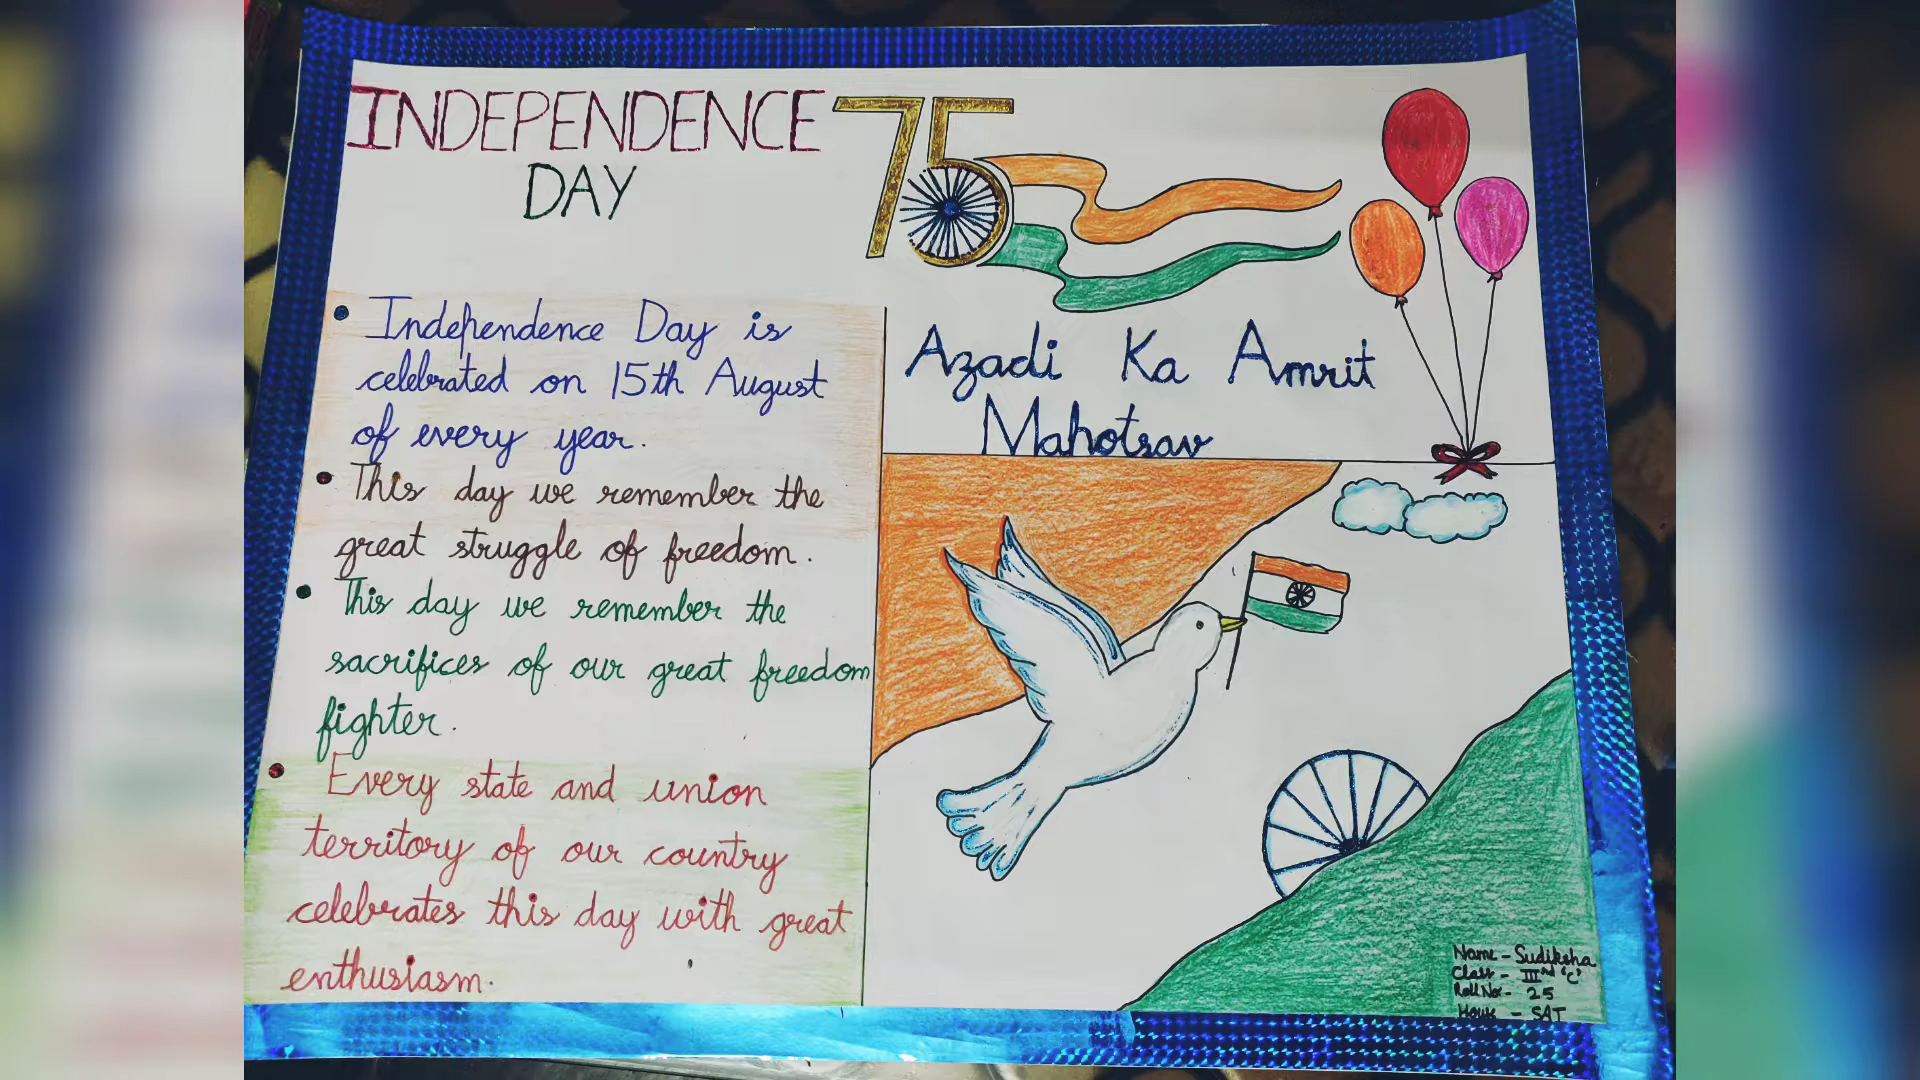 INDEPENDENCE
DAY
75
• Independence Day is
celebrated on 15th August
of every year.
• This day we remember the
great struggle of freedom.
• This day we remember the
sacrifices of our great freedom
fighter.
• Every state and union
territory of our country
celebrates this day with great
enthusiasm.
Azadi Ka Amrit
Mahotsav
Name - Sudiksha
Class - IIInd 'C'
Roll No - 25
House - SAT